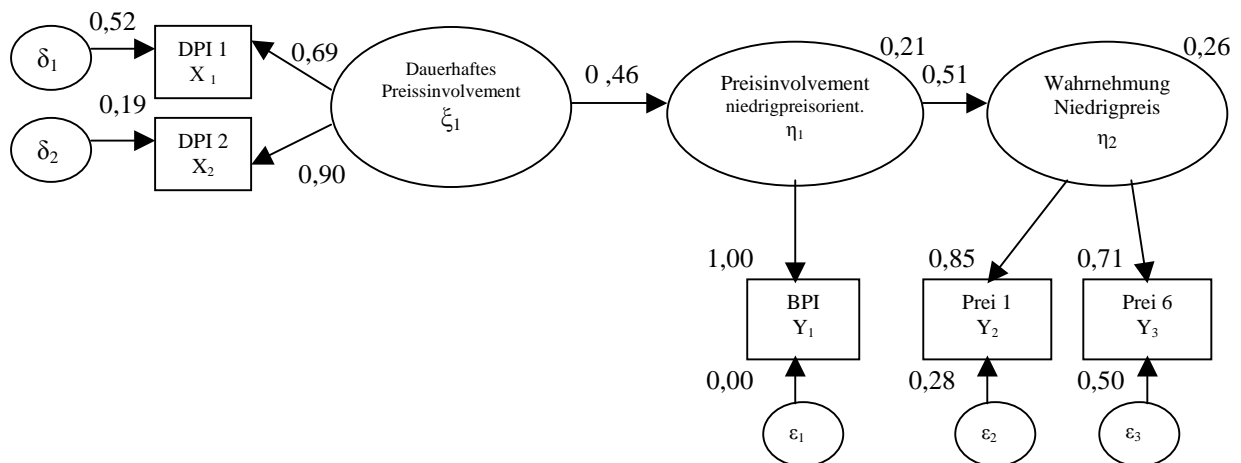 0,52
δ1
DPI 1
X 1
0,69
Dauerhaftes
Preissinvolvement
ξ1
0 ,46
Preisinvolvement
niedrigpreisorient.
η1
0,21
0,51
Wahrnehmung
Niedrigpreis
η2
0,26
0,19
δ2
DPI 2
X2
0,90
1,00
BPI
Y1
0,00
ε1
0,85
Prei 1
Y2
0,28
ε2
0,71
Prei 6
Y3
0,50
ε3